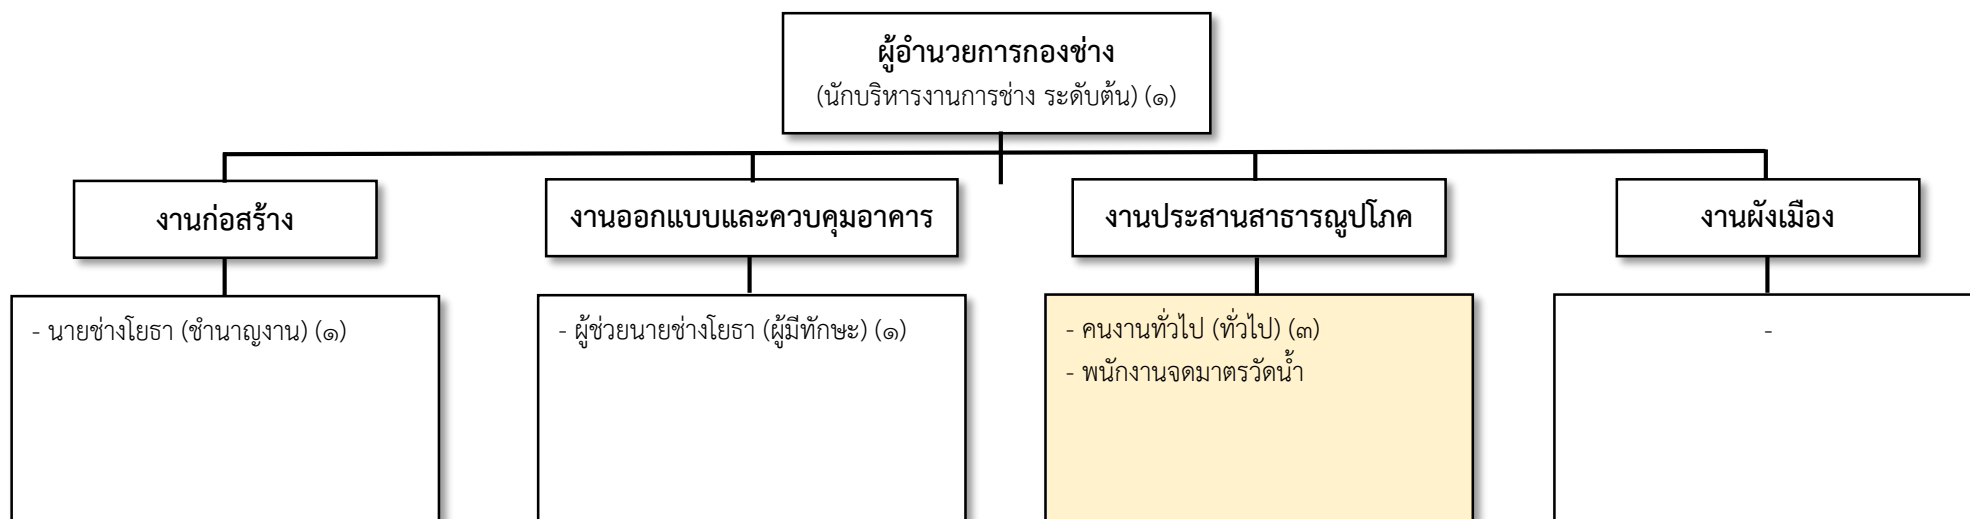 ผู้อำนวยการกองช่าง
(นักบริหารงานการช่าง ระดับต้น) (๑)
งานก่อสร้าง
งานออกแบบและควบคุมอาคาร
งานประสานสาธารณูปโภค
งานผังเมือง
- นายช่างโยธา (ชำนาญงาน) (๑)
- ผู้ช่วยนายช่างโยธา (ผู้มีทักษะ) (๑)
- คนงานทั่วไป (ทั่วไป) (๓)
- พนักงานจดมาตรวัดน้ำ
-